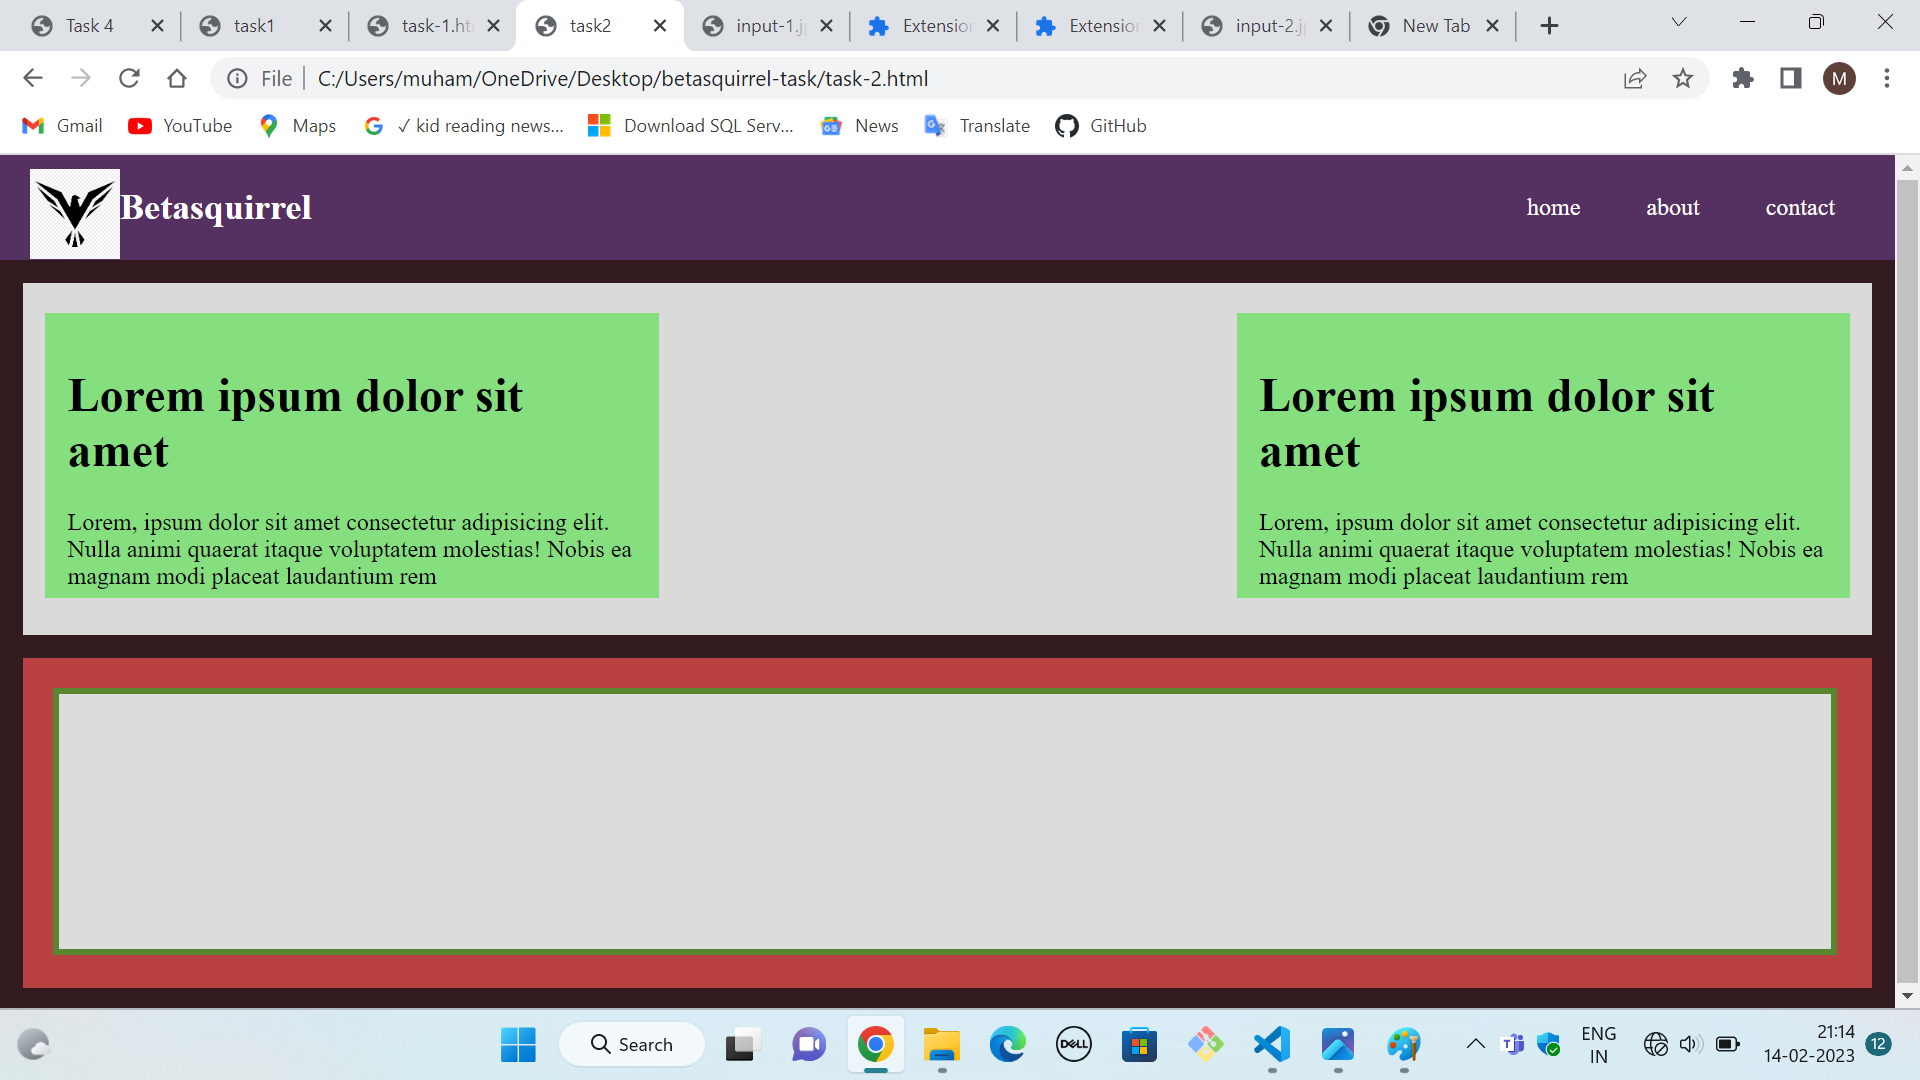 Task 4
task1
task-1.ht
task2
input-1.j
Extension
Extension
input-2.j
New Tab
File
C:/Users/muham/OneDrive/Desktop/betasquirrel-task/task-2.html
M
Gmail
YouTube
Maps
✓ kid reading news...
Download SQL Serv...
News
Translate
GitHub
Betasquirrel
home
about
contact
Lorem ipsum dolor sit
amet
Lorem, ipsum dolor sit amet consectetur adipisicing elit.
Nulla animi quaerat itaque voluptatem molestias! Nobis ea
magnam modi placeat laudantium rem
Lorem ipsum dolor sit
amet
Lorem, ipsum dolor sit amet consectetur adipisicing elit.
Nulla animi quaerat itaque voluptatem molestias! Nobis ea
magnam modi placeat laudantium rem
Search
DELL
ENG
IN
21:14
14-02-2023
12